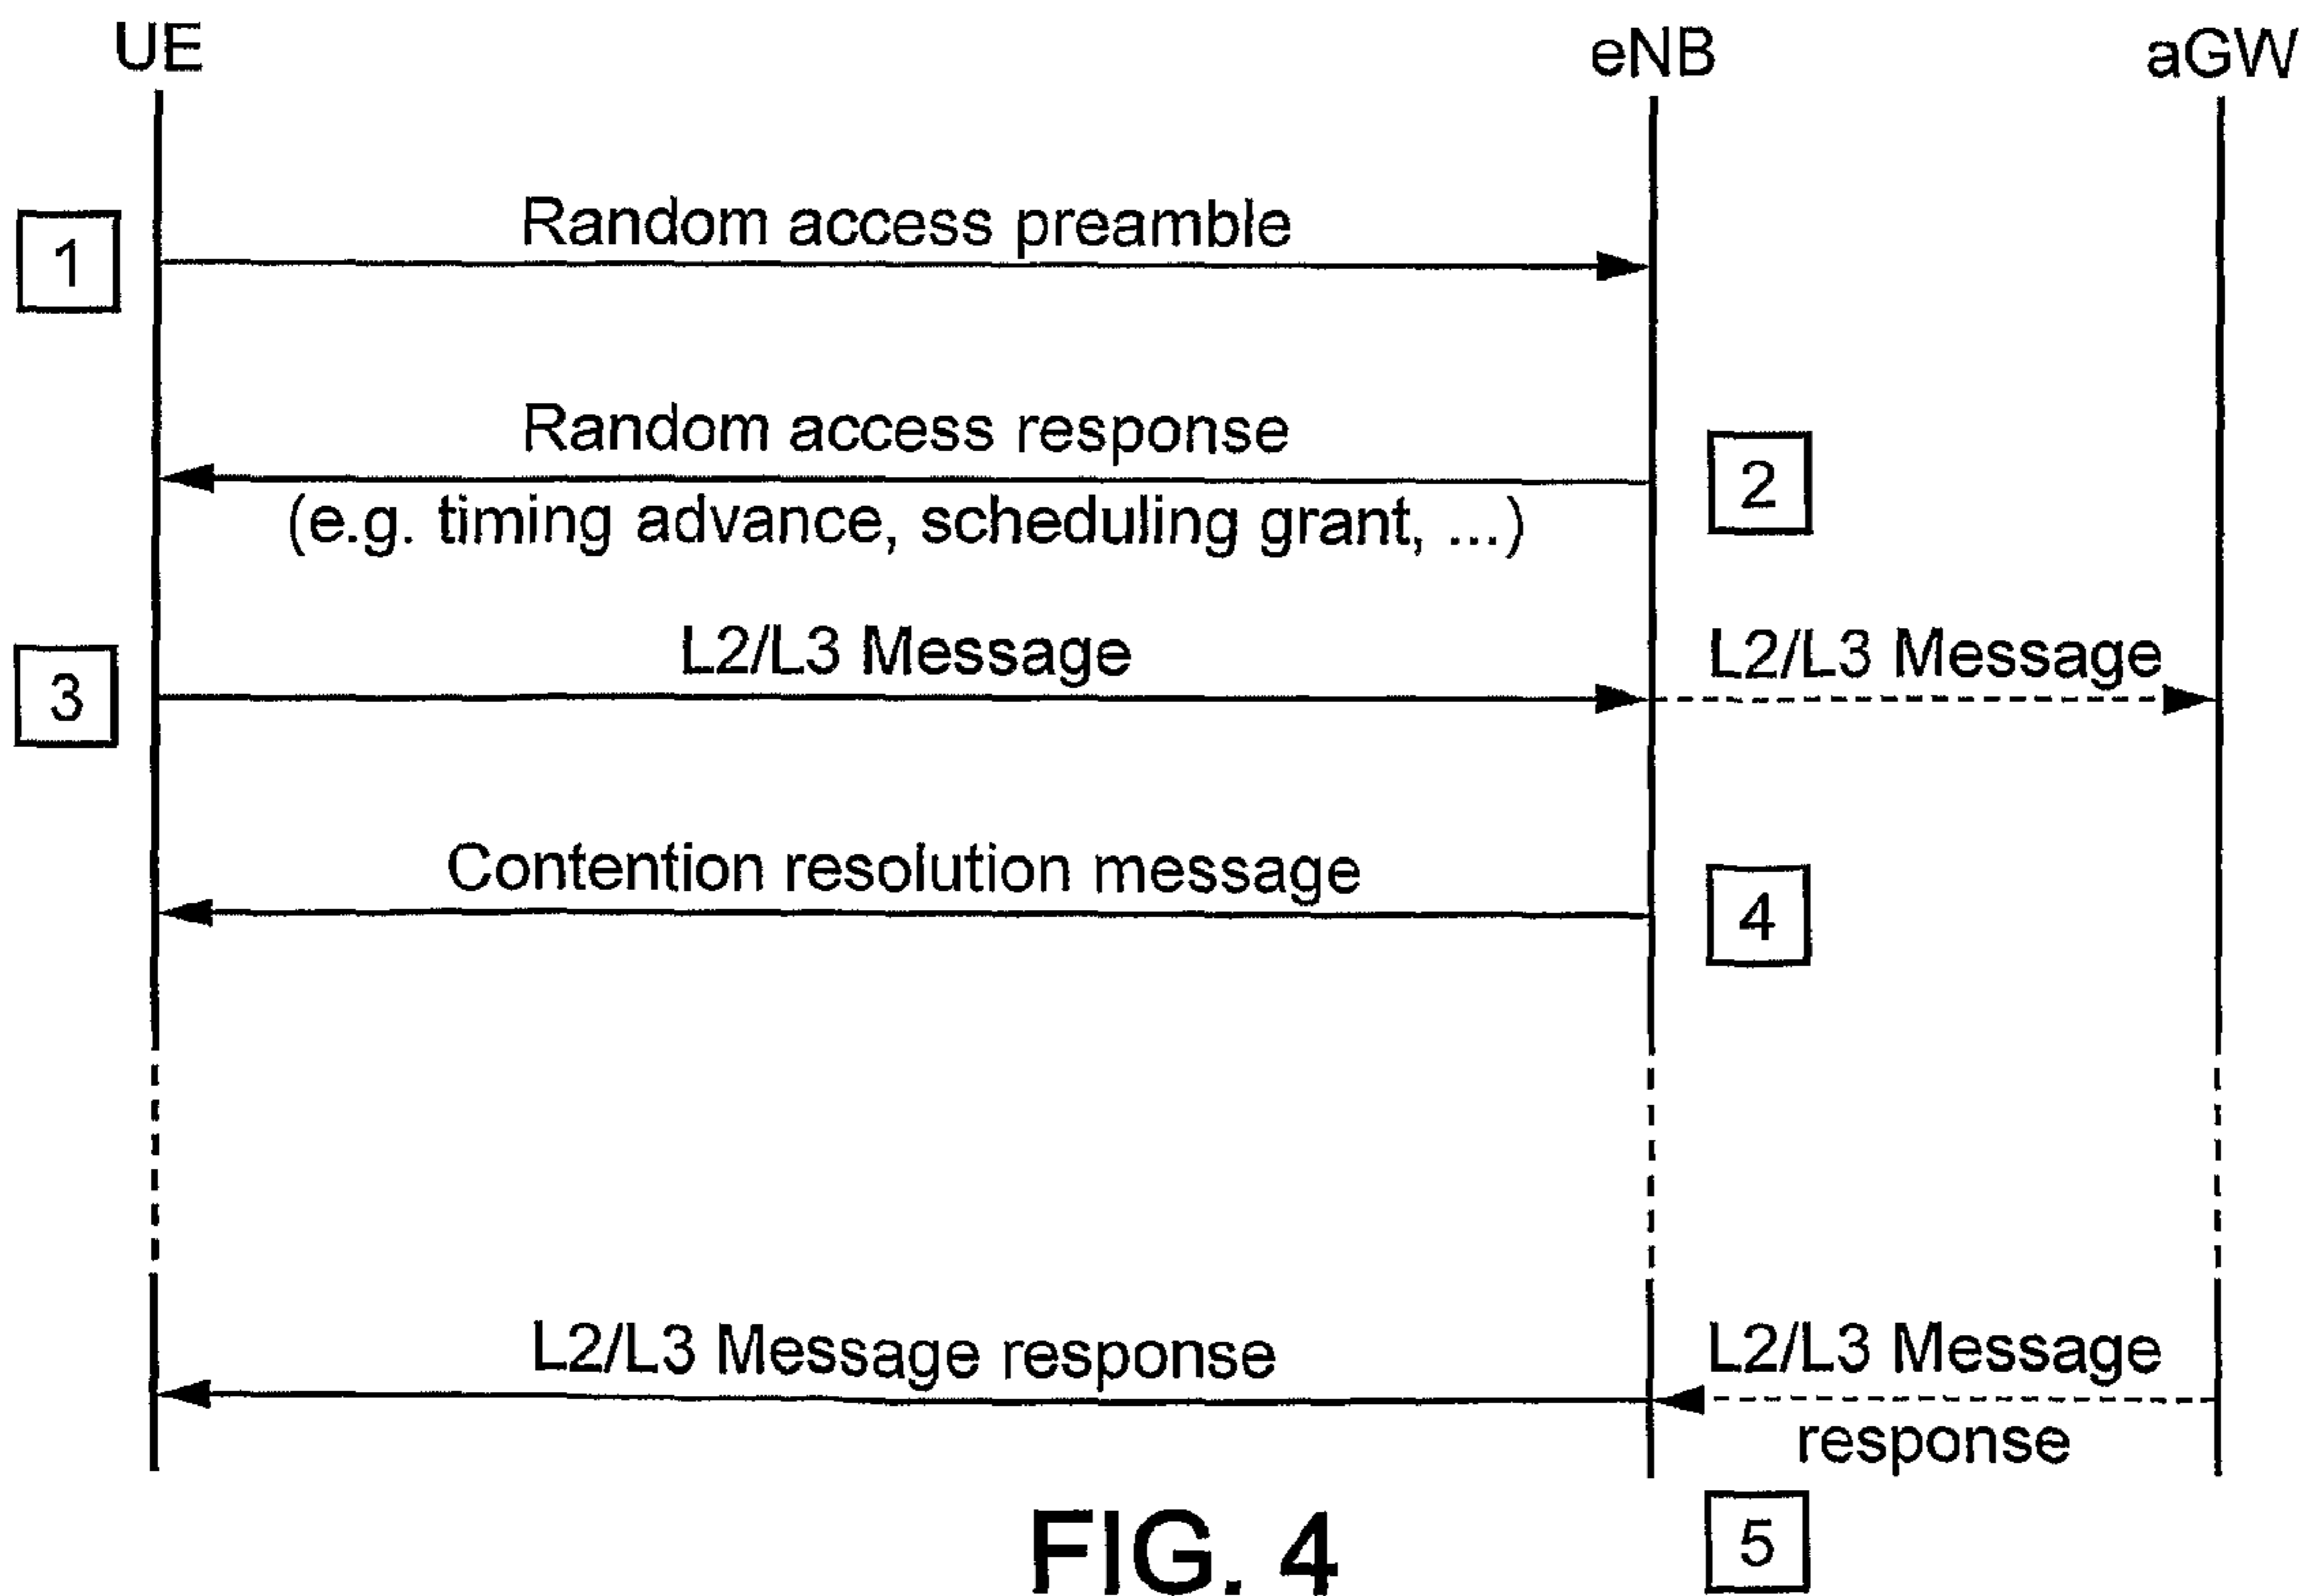 UE
eNB
aGW
Random access preamble
1
Random access response
2
(e.g. timing advance, scheduling grant, ...)
L2/L3 Message
L2/L3 Message
3
Contention resolution message
4
L2/L3 Message response
L2/L3 Message
response
5
FIG. 4